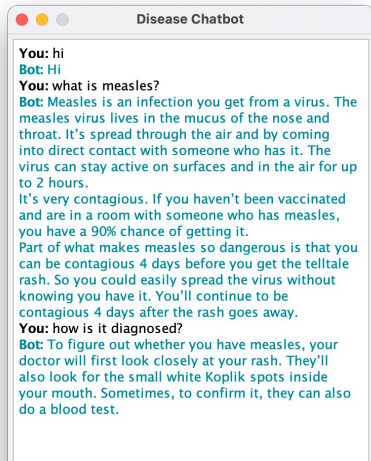 Disease Chatbot
You: hi
Bot: Hi
You: what is measles?
Bot: Measles is an infection you get from a virus. The
measles virus lives in the mucus of the nose and
throat. It’s spread through the air and by coming
into direct contact with someone who has it. The
virus can stay active on surfaces and in the air for up
to 2 hours.
It’s very contagious. If you haven’t been vaccinated
and are in a room with someone who has measles,
you have a 90% chance of getting it.
Part of what makes measles so dangerous is that you
can be contagious 4 days before you get the telltale
rash. So you could easily spread the virus without
knowing you have it. You’ll continue to be
contagious 4 days after the rash goes away.
You: how is it diagnosed?
Bot: To figure out whether you have measles, your
doctor will first look closely at your rash. They’ll
also look for the small white Koplik spots inside
your mouth. Sometimes, to confirm it, they can also
do a blood test.